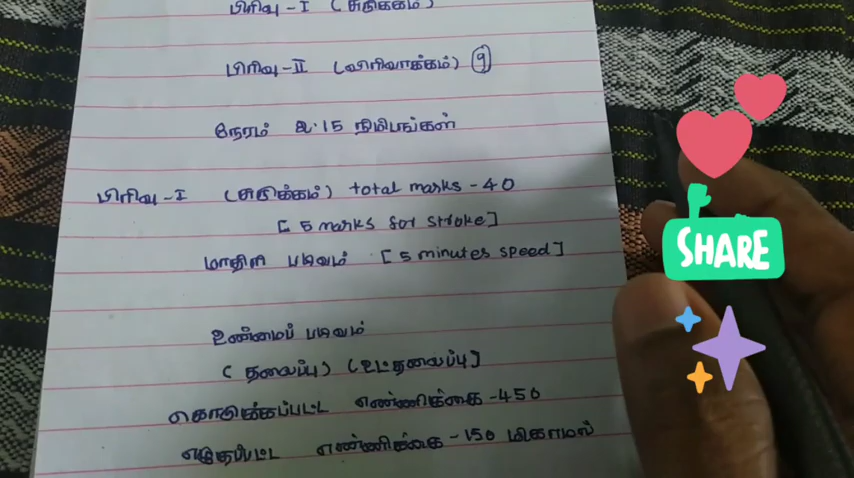 பிரிவு -I (சுருக்கம்)
பிரிவு -II (விரிவாக்கம்) 9
நேரம் 2.15 நிமிடங்கள்
பிரிவு -I (சுருக்கம்) total marks - 40
[ 5 marks for stroke]
மாதிரி படிவம் [ 5 minutes speed]
உண்மைப் படிவம்
( தலைப்பு) (உட்தலைப்பு]
கொடுக்கப்பட்ட எண்ணிக்கை -450
எழுதப்பட்ட எண்ணிக்கை -150 மிகாமல்
SHARE